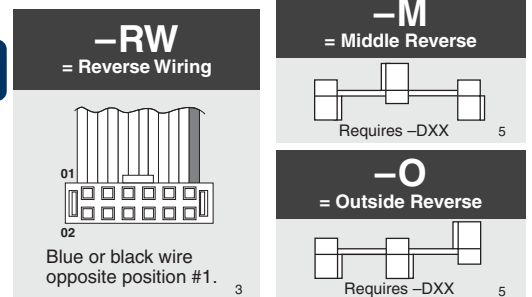 –RW
= Reverse Wiring
01
02
Blue or black wire
opposite position #1.
3
–M
= Middle Reverse
Requires –DXX
5
–O
= Outside Reverse
Requires –DXX
5